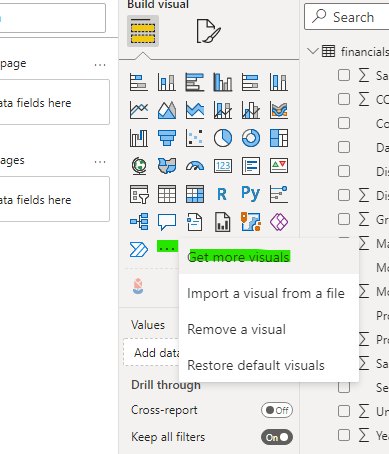 Build visual
Search
page
...
financials
ata fields here
Sa
CO
Co
Da
ages
...
Dis
ata fields here
Dis
123
Gr
R
Py
Ma
...
Get more visuals
Mo
Import a visual from a file
Mo
Pro
Values
Remove a visual
Pro
Add data
Restore default visuals
Sa
Drill through
Se
Cross-report
Off
Un
Keep all filters
On
Yea